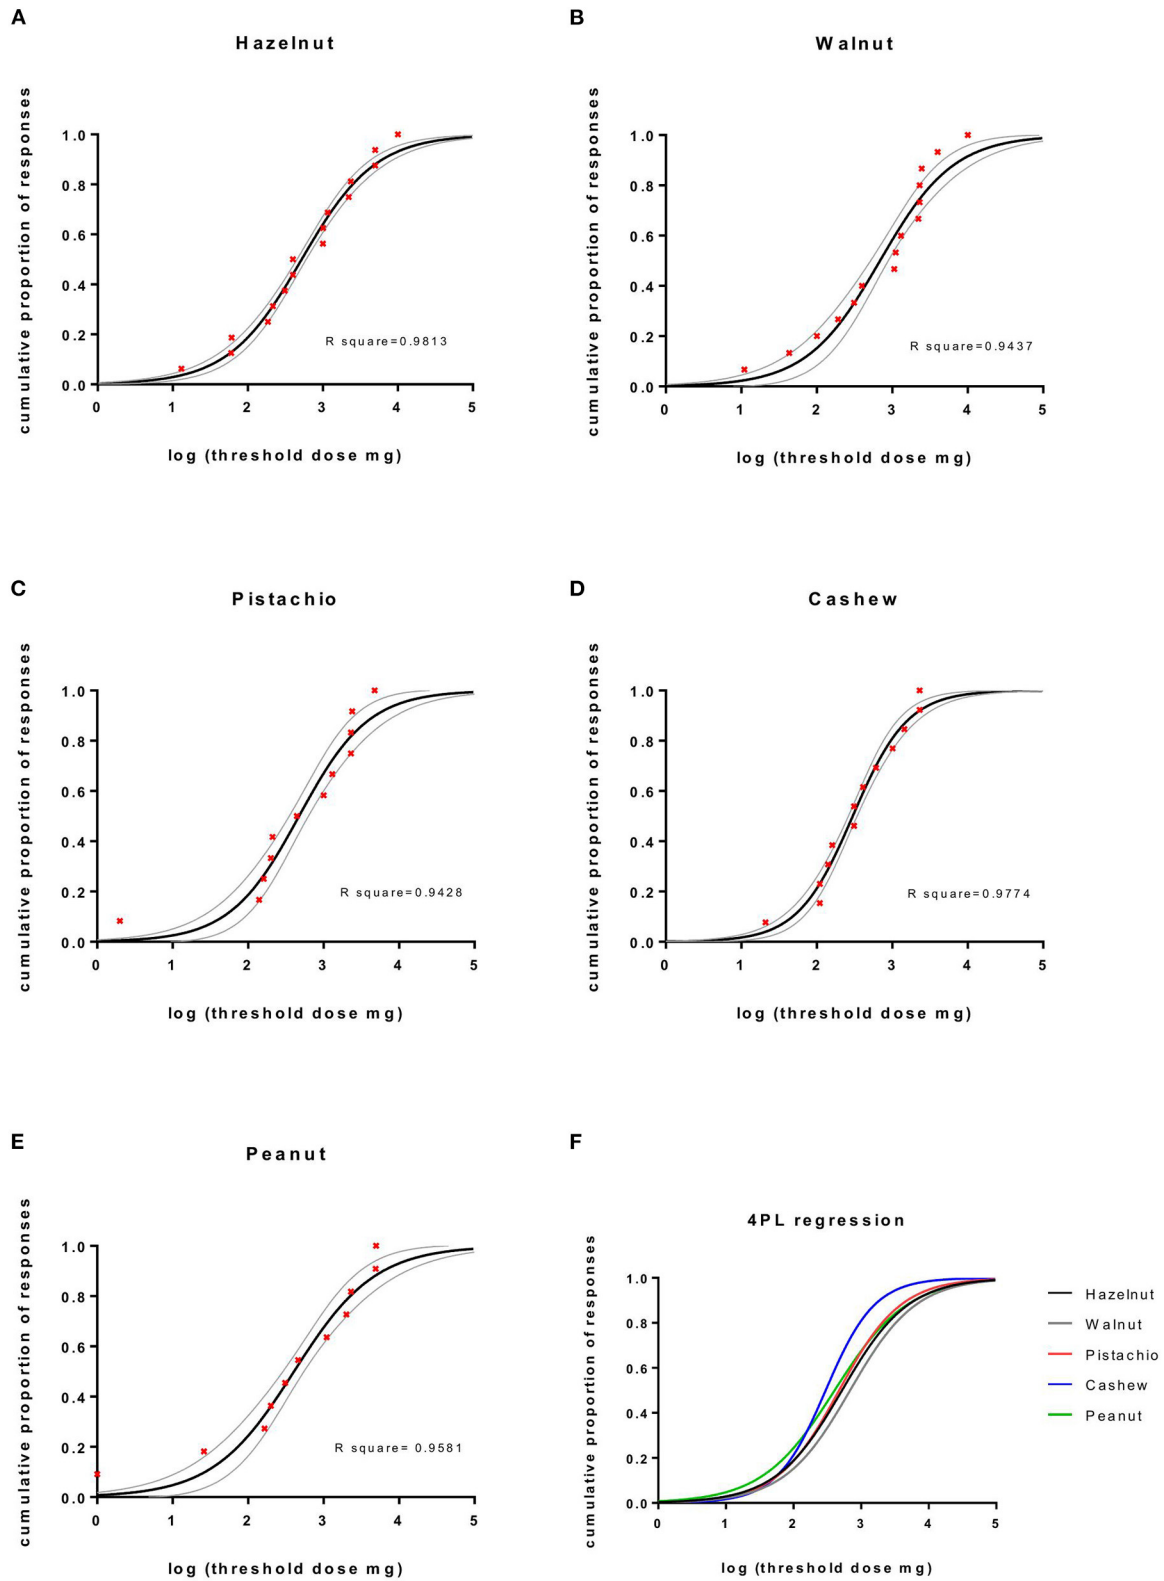 A
Hazelnut
cumulative proportion of responses
1.0
0.8
0.6
0.4
0.2
0.0
R square=0.9813
0 1 2 3 4 5
log (threshold dose mg)
B
Walnut
cumulative proportion of responses
1.0
0.8
0.6
0.4
0.2
0.0
R square=0.9437
0 1 2 3 4 5
log (threshold dose mg)
C
Pistachio
cumulative proportion of responses
1.0
0.8
0.6
0.4
0.2
0.0
R square=0.9428
0 1 2 3 4 5
log (threshold dose mg)
D
Cashew
cumulative proportion of responses
1.0
0.8
0.6
0.4
0.2
0.0
R square=0.9774
0 1 2 3 4 5
log (threshold dose mg)
E
Peanut
cumulative proportion of responses
1.0
0.8
0.6
0.4
0.2
0.0
R square= 0.9581
0 1 2 3 4 5
log (threshold dose mg)
F
4PL regression
cumulative proportion of responses
1.0
0.8
0.6
0.4
0.2
0.0
0 1 2 3 4 5
log (threshold dose mg)
Hazelnut
Walnut
Pistachio
Cashew
Peanut